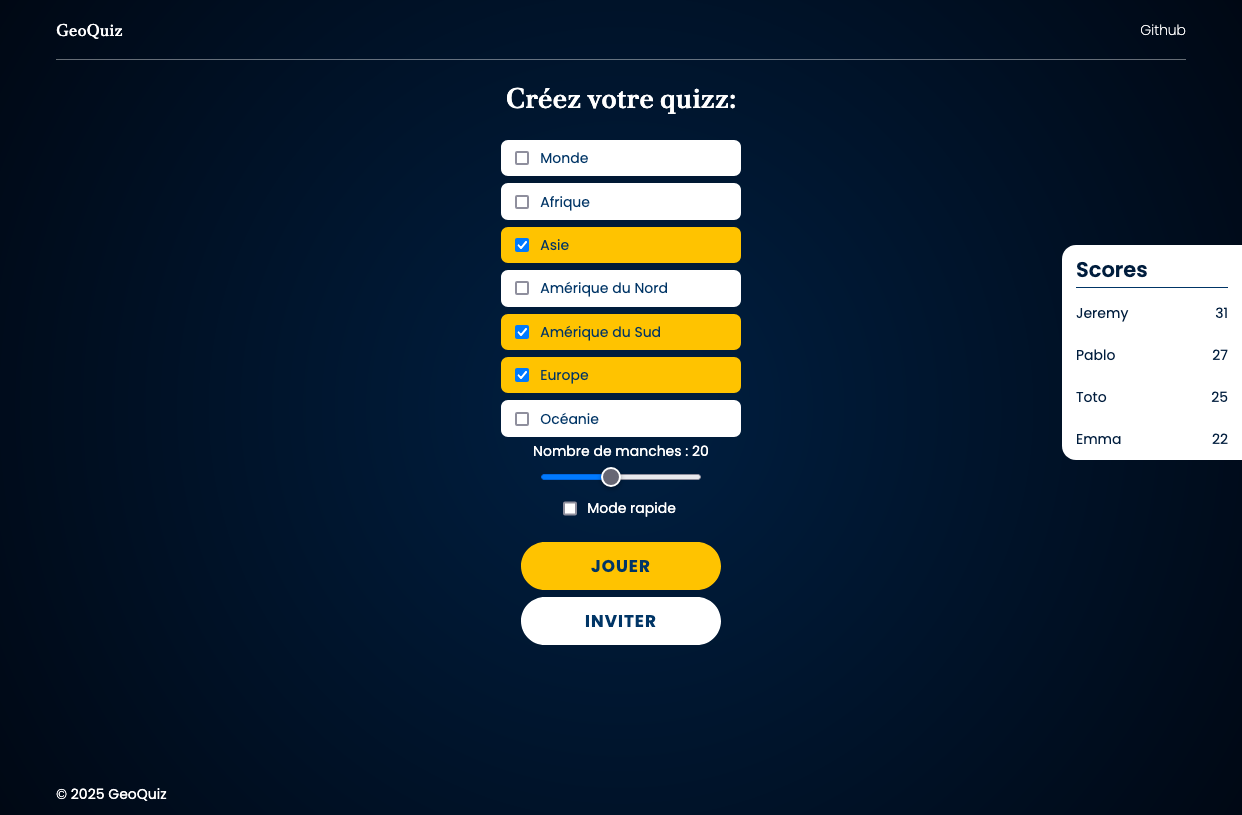 GeoQuiz
Github
Créez votre quizz:
Monde
Afrique
Asie
Amérique du Nord
Amérique du Sud
Europe
Océanie
Nombre de manches : 20
Mode rapide
JOUER
INVITER
Scores
Jeremy 31
Pablo 27
Toto 25
Emma 22
© 2025 GeoQuiz